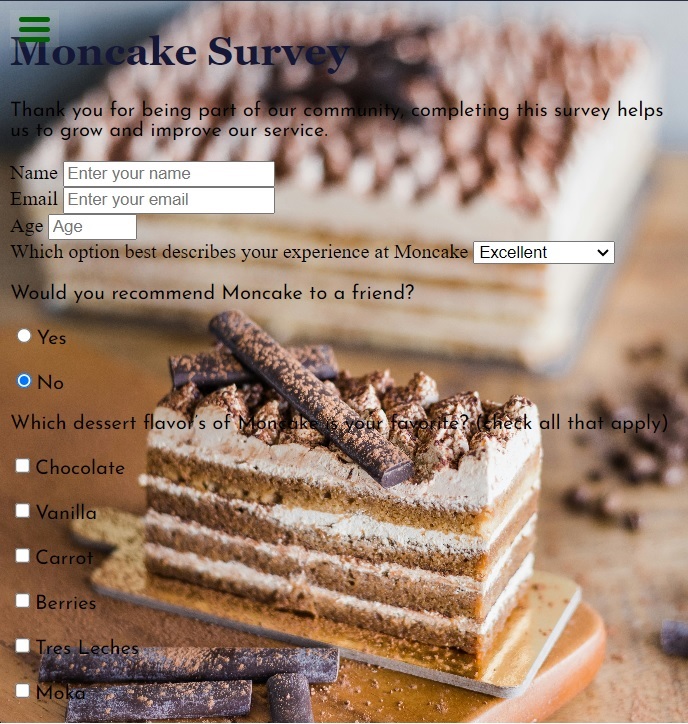 Moncake Survey
Thank you for being part of our community, completing this survey helps
us to grow and improve our service.
Name Enter your name
Email Enter your email
Age Age
Which option best describes your experience at Moncake Excellent
Would you recommend Moncake to a friend?
Yes
No
Which dessert flavor's of Moncake is your favorite? (check all that apply)
Chocolate
Vanilla
Carrot
Berries
Tres Leches
Moka